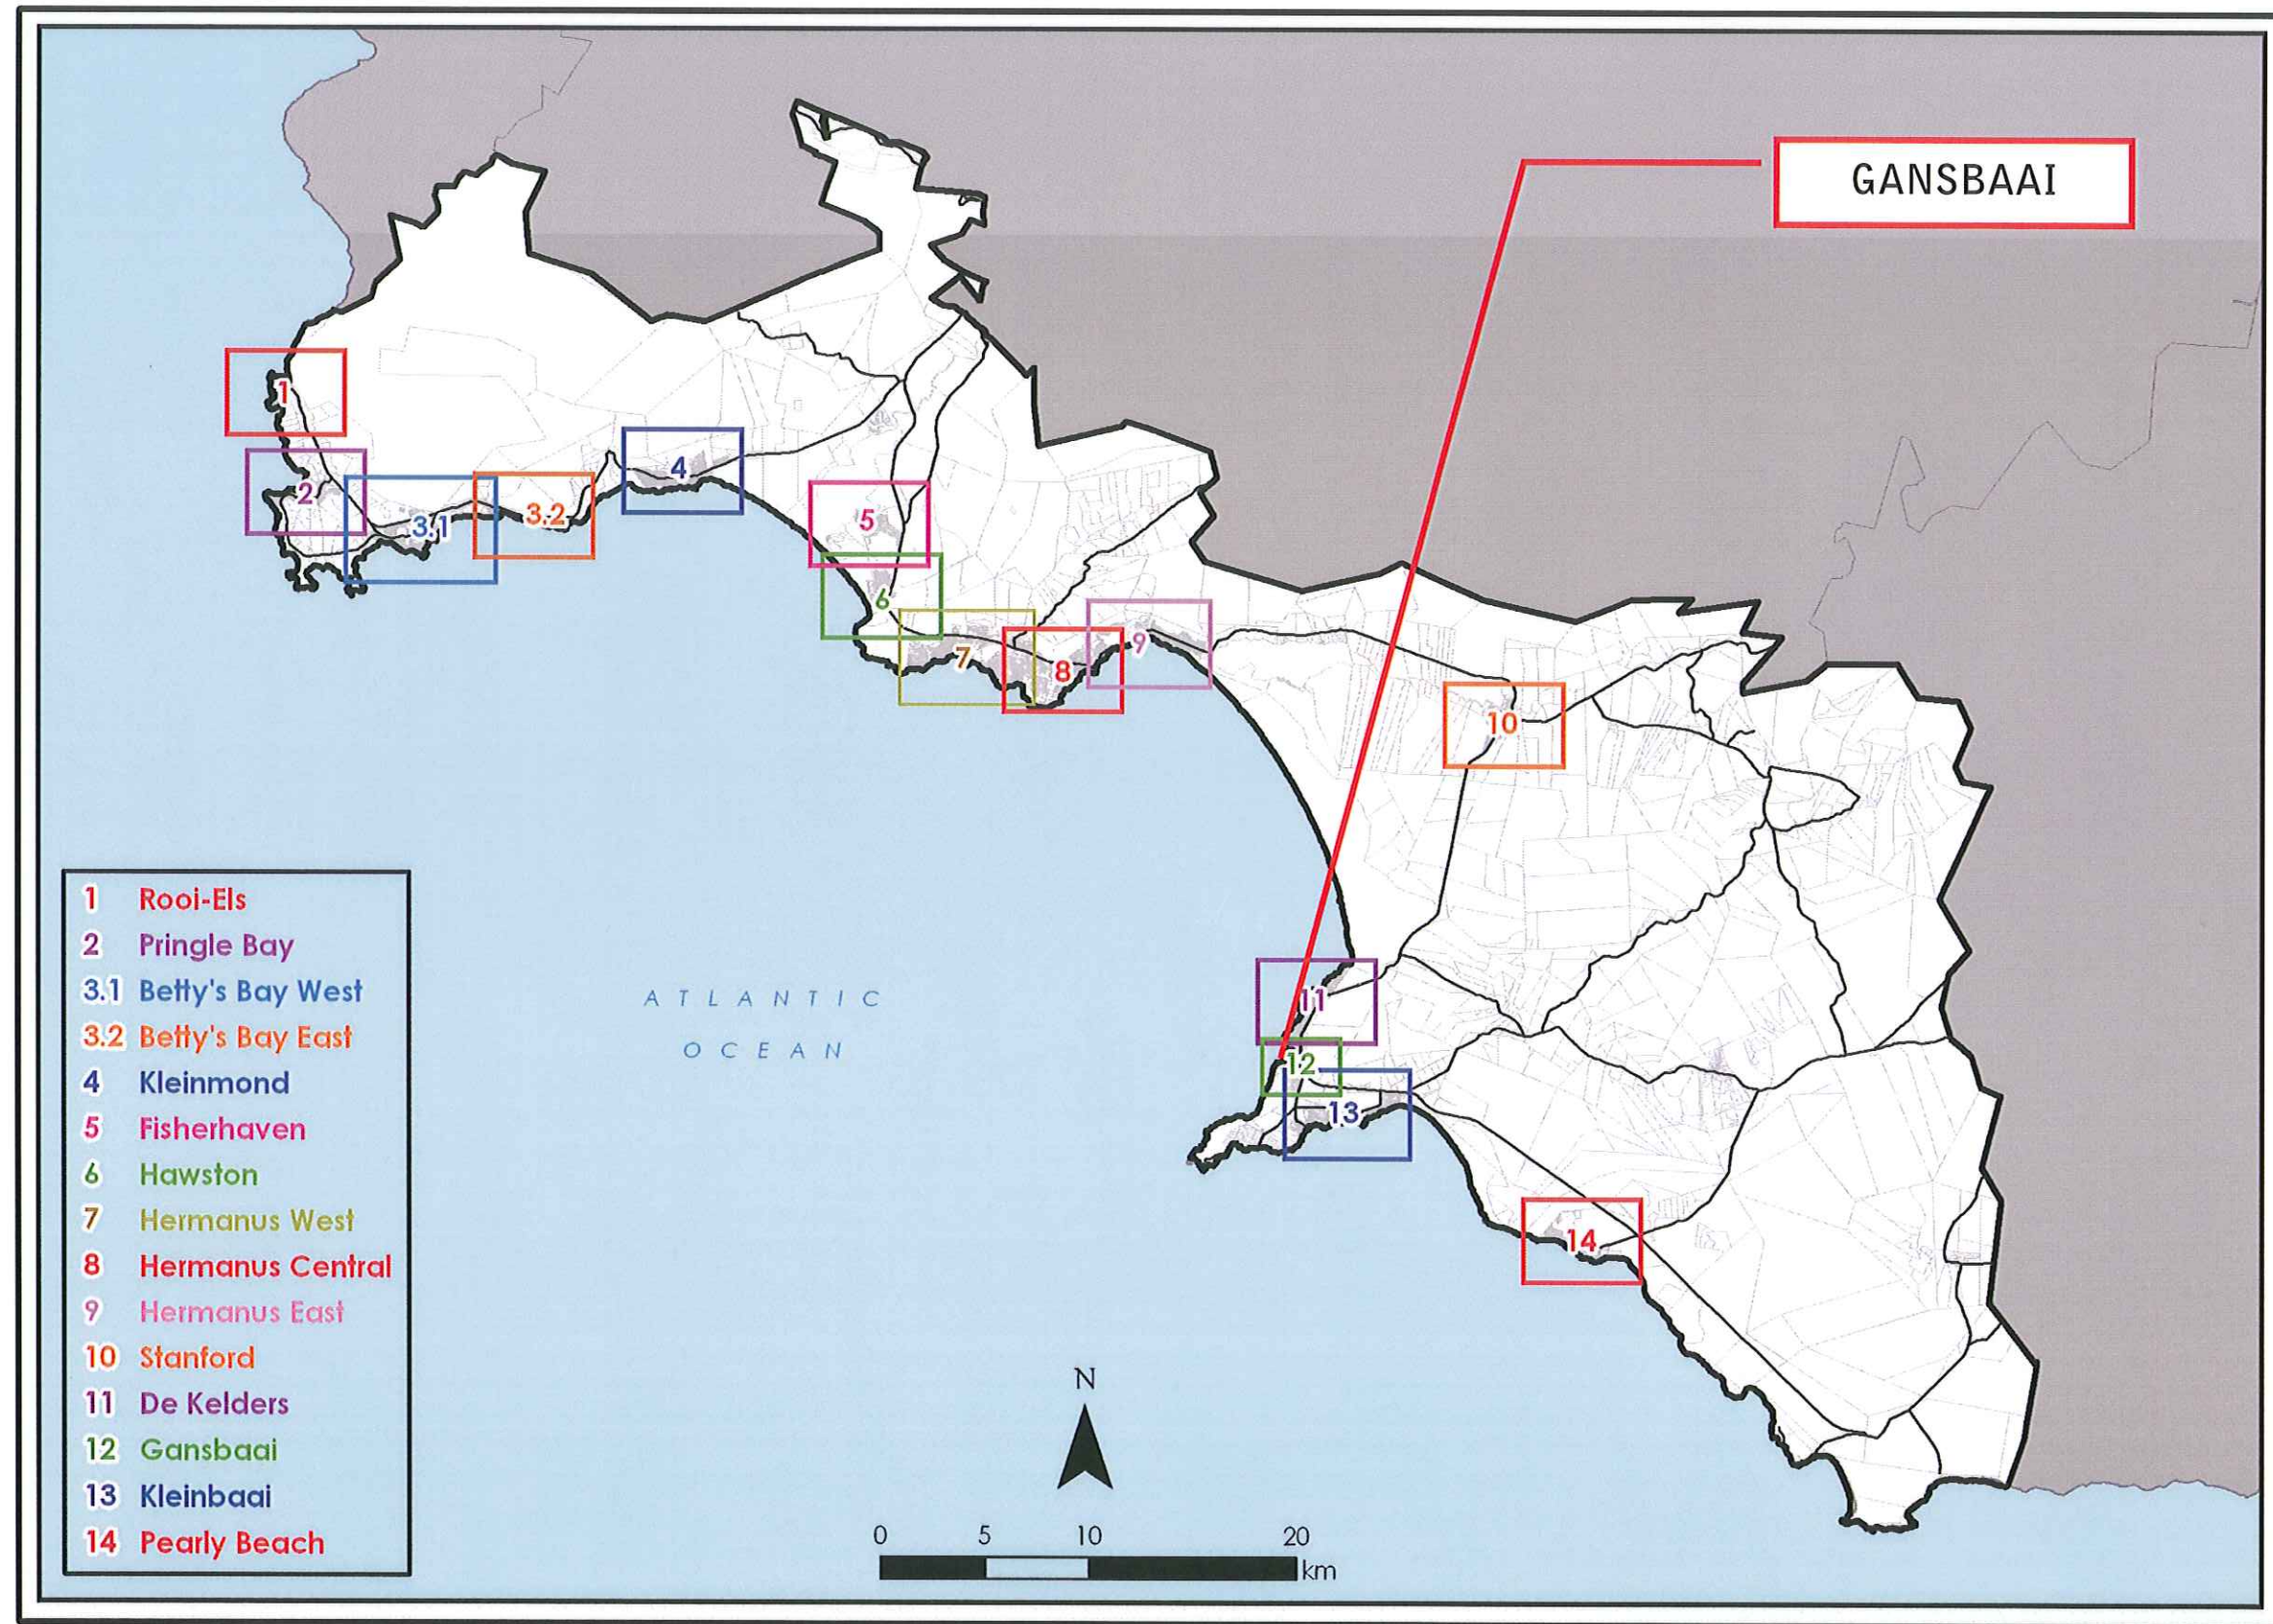 GANSBAAI
1
2
3.1
3.2
4
5
6
7
8
9
10
11
12
13
14
ATLANTIC
OCEAN
1 Rooi-Els
2 Pringle Bay
3.1 Betty's Bay West
3.2 Betty's Bay East
4 Kleinmond
5 Fisherhaven
6 Hawston
7 Hermanus West
8 Hermanus Central
9 Hermanus East
10 Stanford
11 De Kelders
12 Gansbaai
13 Kleinbaai
14 Pearly Beach
N
0 5 10 20
km